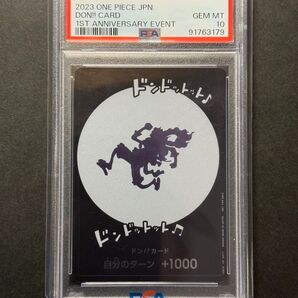 2023 ONE PIECE JPN.
DON!! CARD
GEM MT
1ST ANNIVERSARY EVENT
10
PSA
91763179
ドンドットット♪
ドンドットット♫
ドン!!カード
自分のターン +1000
PSA